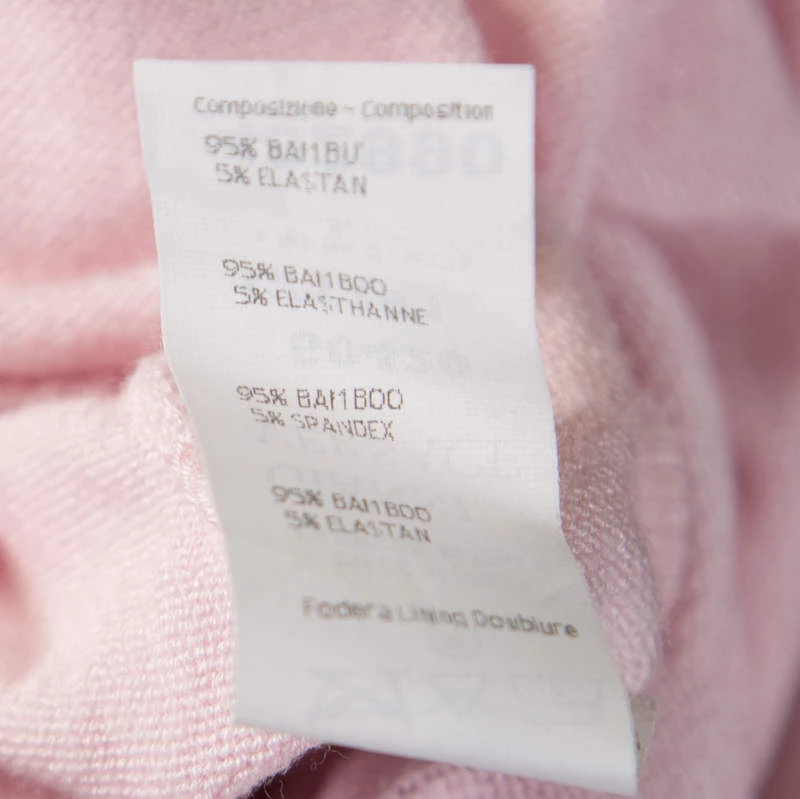 Composizione - Composition
95% BAMBU'
5% ELASTAN
95% BAMBOO
5% ELASTHANNE
95% BAMBOO
5% SPANDEX
95% BAMBOO
5% ELASTAN
Fodera Lining Doublure